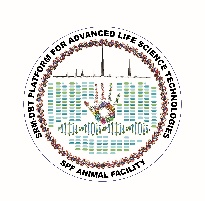 SRM-DBT PLATFORM FOR ADVANCED LIFE SCIENCE TECHNOLOGIES
SPF ANIMAL FACILITY